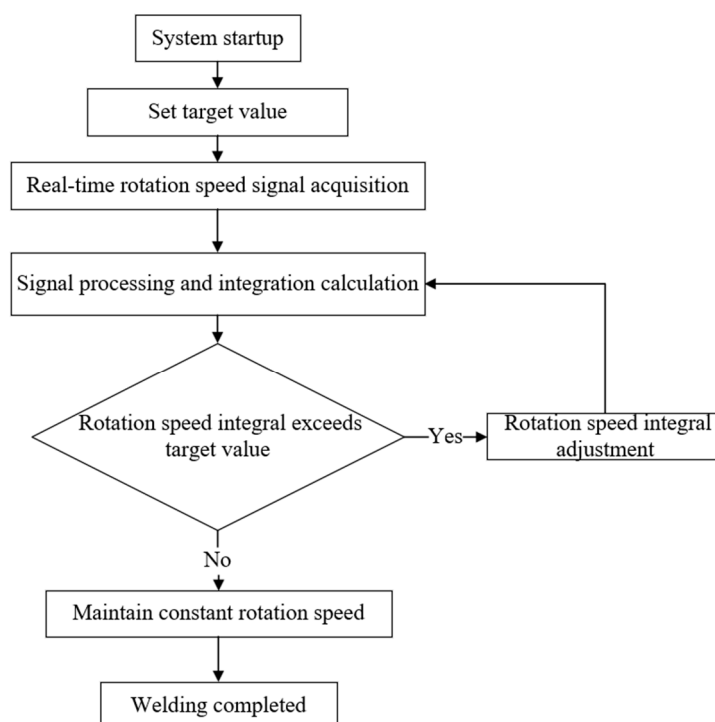 System startup
Set target value
Real-time rotation speed signal acquisition
Signal processing and integration calculation
Rotation speed integral exceeds
target value
Yes
Rotation speed integral
adjustment
No
Maintain constant rotation speed
Welding completed